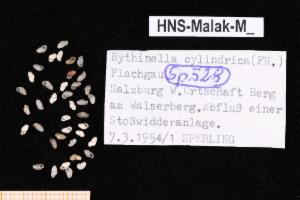 HNS-Malak-M_
Bythinella cylindrica(FR.)
Flachgau Sp.528
Salzburg W.Ortschaft Berg
am Walserberg.Abfluß einer
Stoßwidderanlage.
7.3.1954/1 SPERLING